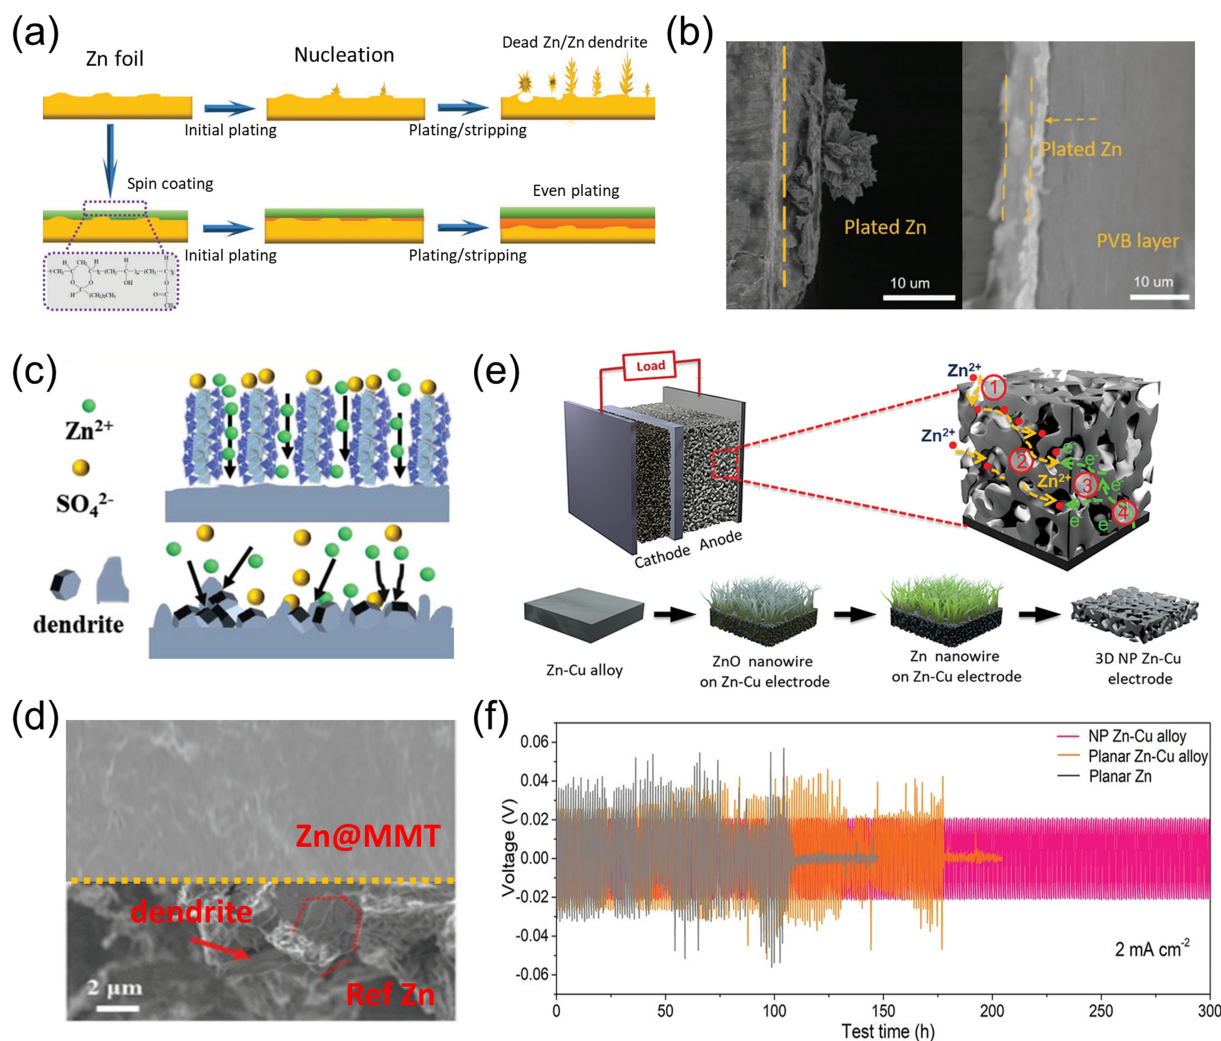 (a)
Zn foil
Nucleation
Dead Zn/Zn dendrite
Initial plating
Plating/stripping
Spin coating
Even plating
Initial plating
Plating/stripping
(b)
Plated Zn
10 um
Plated Zn
PVB layer
10 um
(c)
Zn2+
SO42-
dendrite
(d)
Zn@MMT
dendrite
2 μm
Ref Zn
(e)
Load
Cathode
Anode
Zn2+
1
Zn2+
2
Zn2+
3
4
e-
e-
e-
e-
Zn-Cu alloy
ZnO nanowire
on Zn-Cu electrode
Zn nanowire
on Zn-Cu electrode
3D NP Zn-Cu
electrode
(f)
NP Zn-Cu alloy
Planar Zn-Cu alloy
Planar Zn
Voltage (V)
0.06
0.04
0.02
0.00
-0.02
-0.04
-0.06
2 mA cm-2
0 50 100 150 200 250 300
Test time (h)